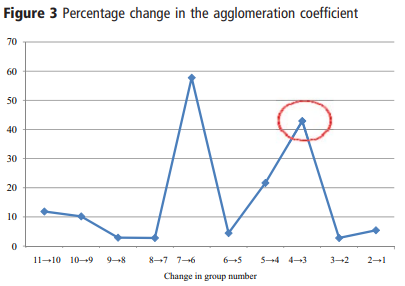 Figure 3 Percentage change in the agglomeration coefficient
70
60
50
40
30
20
10
0
11→10 10→9 9→8 8→7 7→6 6→5 5→4 4→3 3→2 2→1
Change in group number